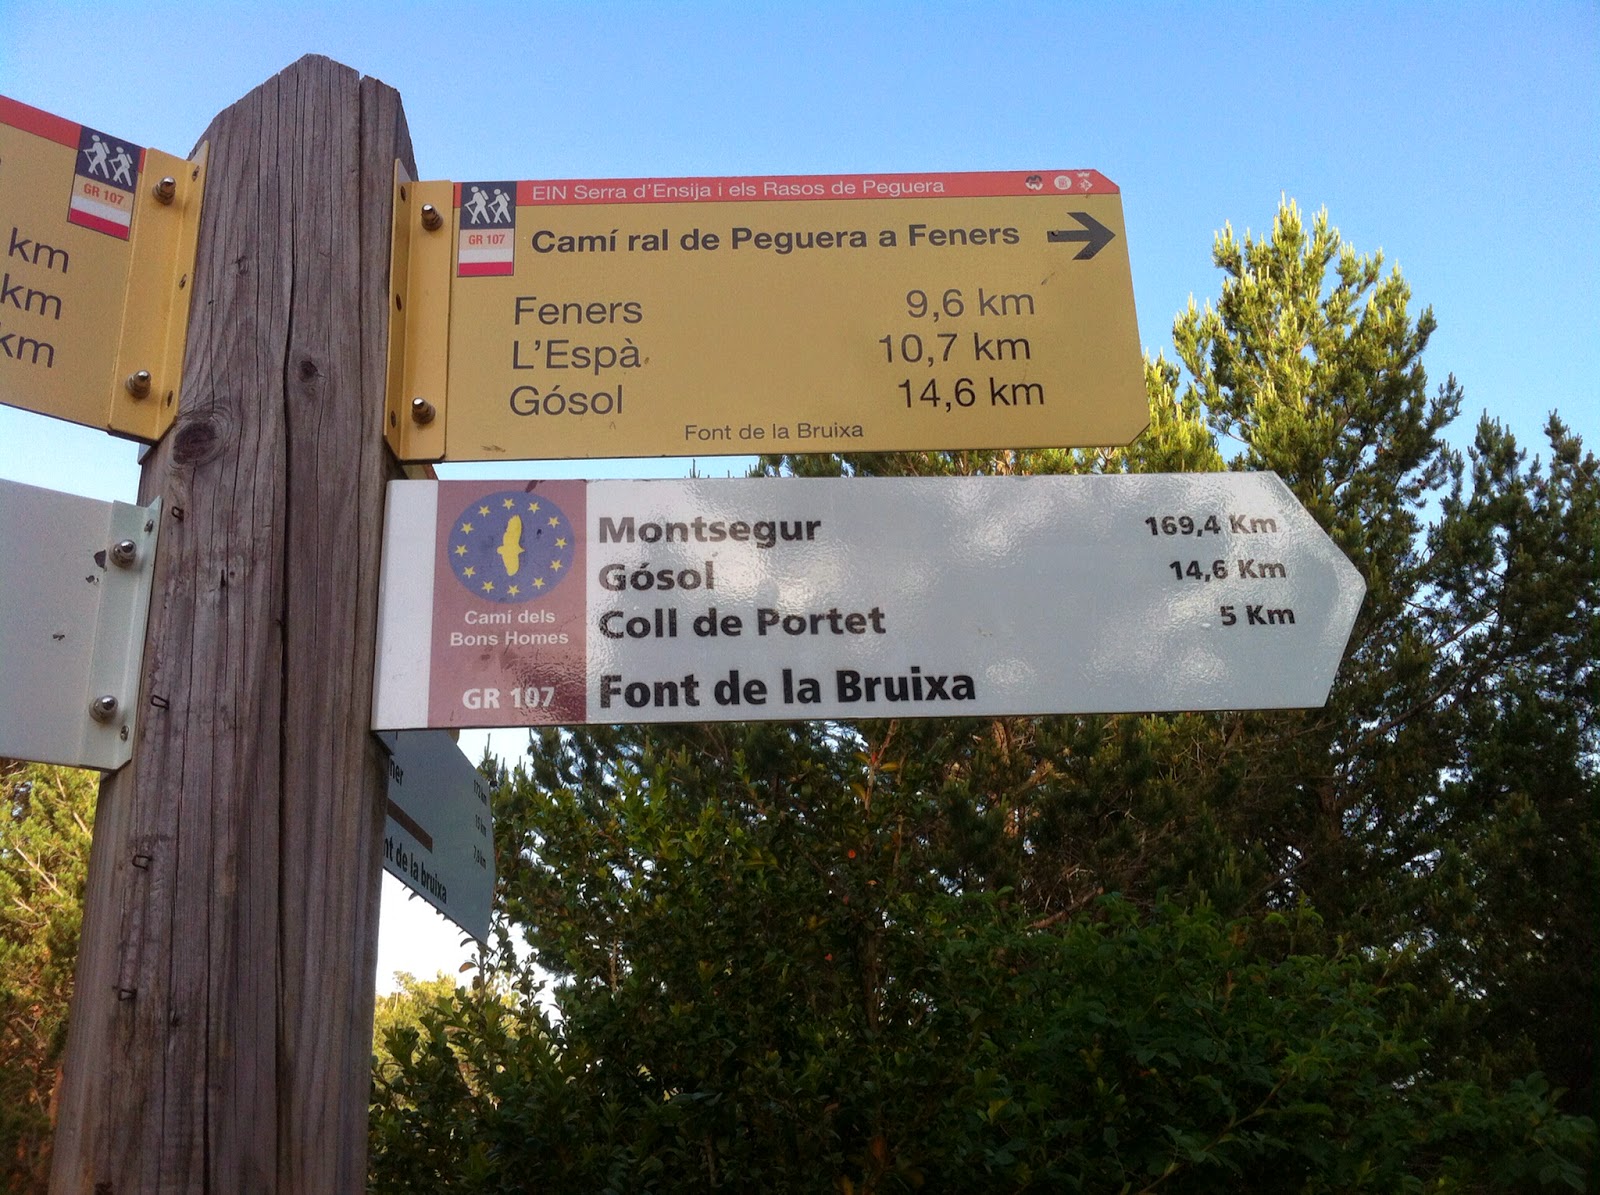 GR 107
km
km
km
EIN Serra d'Ensija i els Rasos de Peguera
GR 107
Camí ral de Peguera a Feners
Feners 9,6 km
L'Espà 10,7 km
Gósol 14,6 km
Font de la Bruixa
Montsegur 169,4 Km
Gósol 14,6 Km
Coll de Portet 5 Km
Font de la Bruixa
Camí dels
Bons Homes
GR 107
de la bruixa